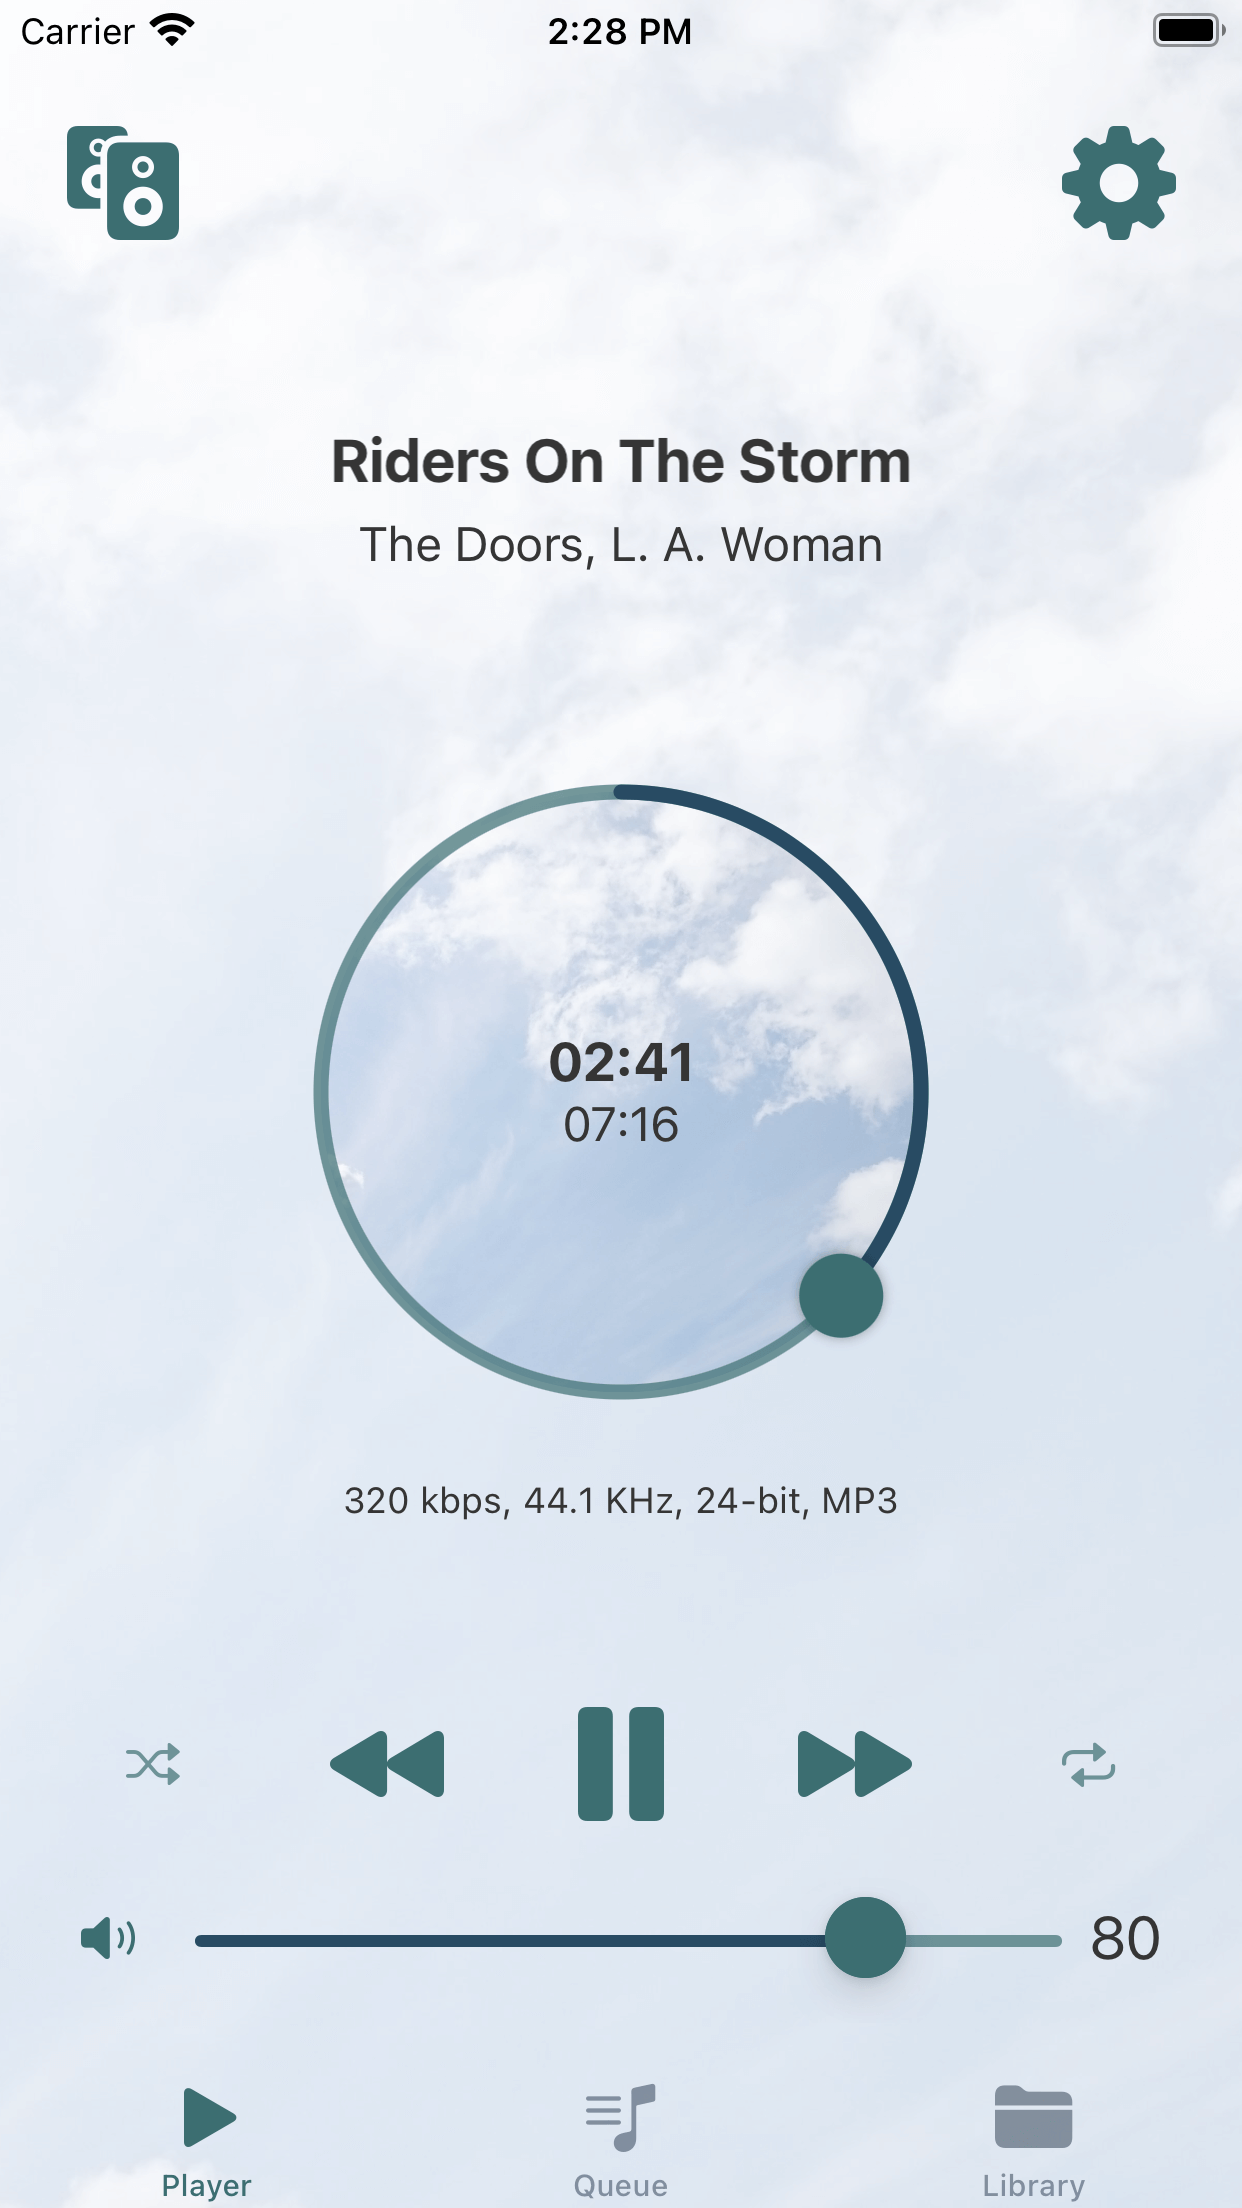 Carrier
2:28 PM
Riders On The Storm
The Doors, L. A. Woman
02:41
07:16
320 kbps, 44.1 KHz, 24-bit, MP3
80
Player
Queue
Library